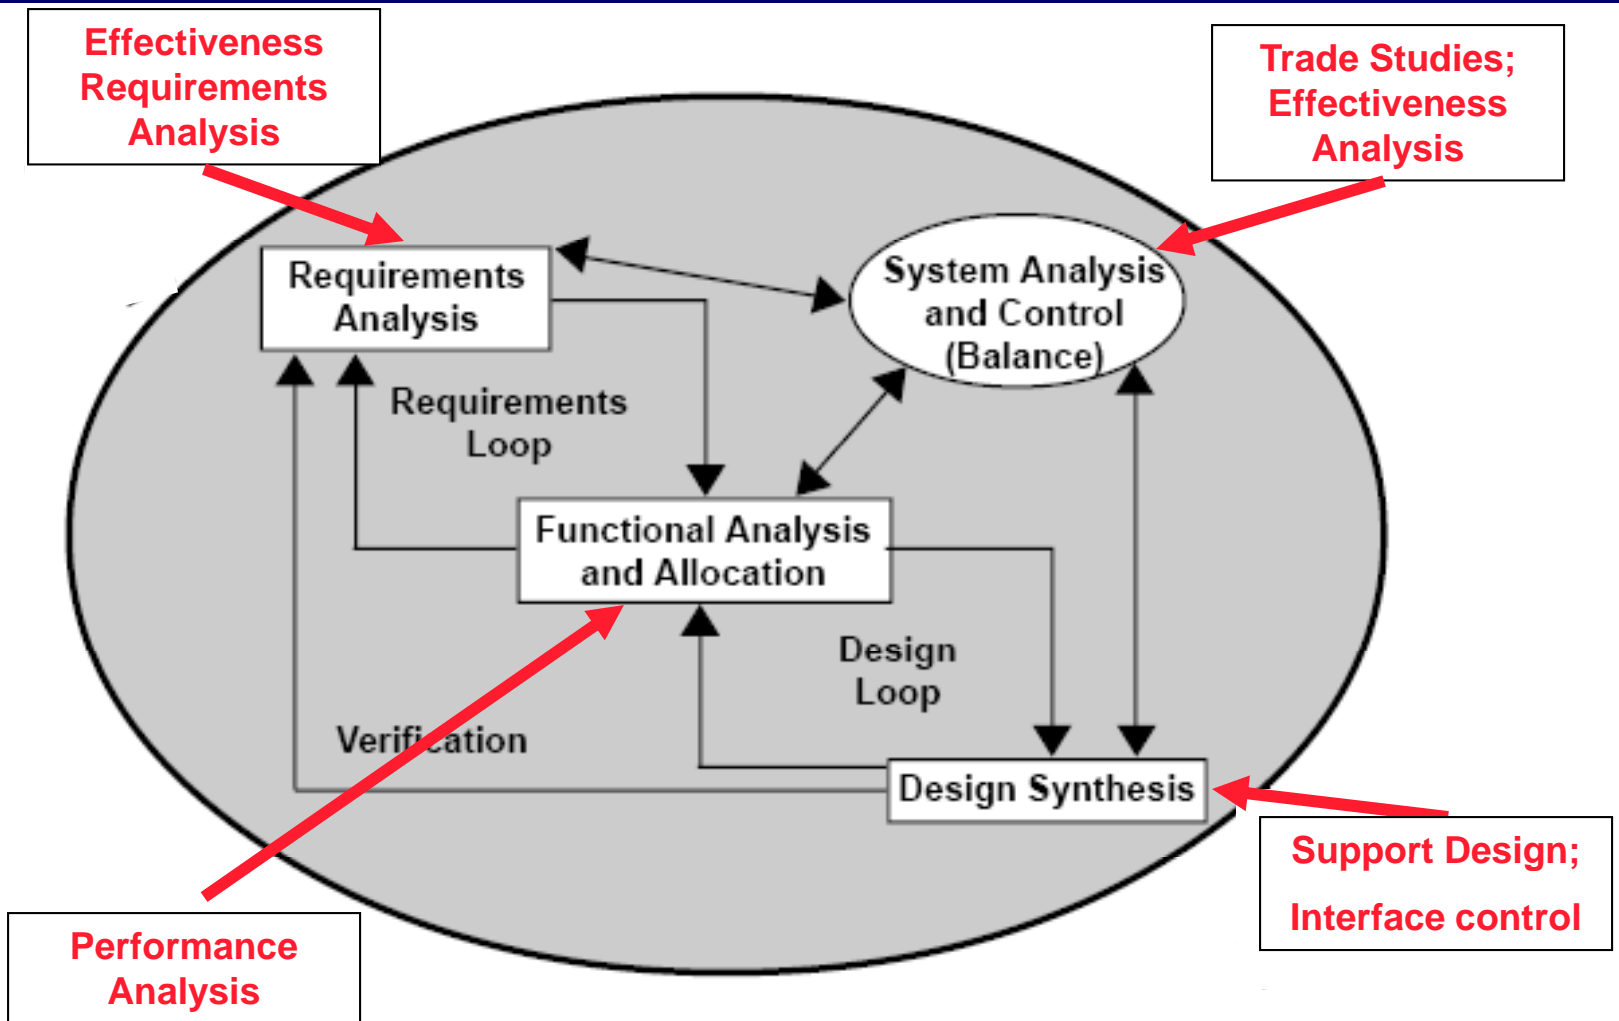 Effectiveness
Requirements
Analysis
Trade Studies;
Effectiveness
Analysis
Requirements
Analysis
System Analysis
and Control
(Balance)
Requirements
Loop
Functional Analysis
and Allocation
Design
Loop
Verification
Design Synthesis
Support Design;
Interface control
Performance
Analysis